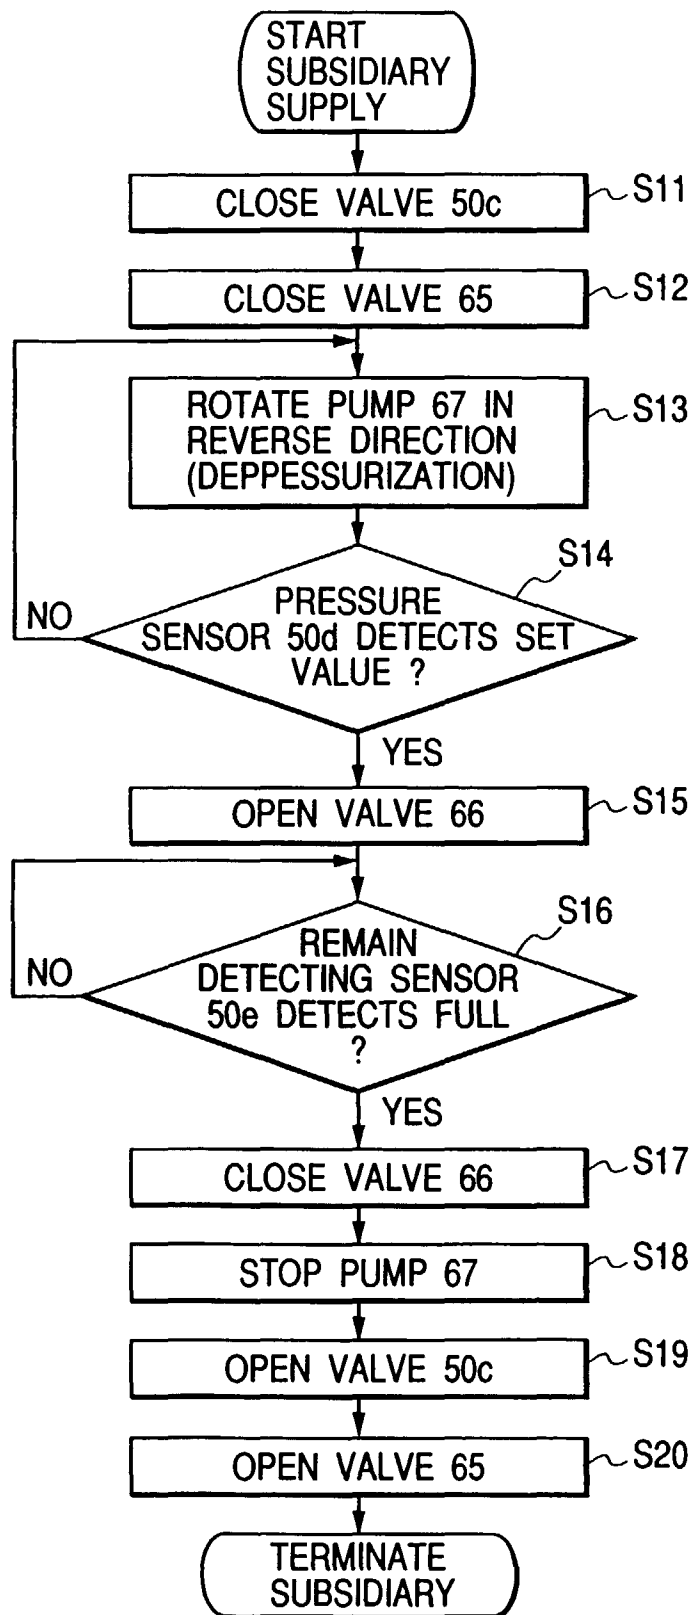 START
SUBSIDIARY
SUPPLY
CLOSE VALVE 50c
S11
CLOSE VALVE 65
S12
ROTATE PUMP 67 IN
REVERSE DIRECTION
(DEPPESSURIZATION)
S13
S14
PRESSURE
SENSOR 50d DETECTS SET
VALUE ?
NO
YES
OPEN VALVE 66
S15
S16
REMAIN
DETECTING SENSOR
50e DETECTS FULL
?
NO
YES
CLOSE VALVE 66
S17
STOP PUMP 67
S18
OPEN VALVE 50c
S19
OPEN VALVE 65
S20
TERMINATE
SUBSIDIARY